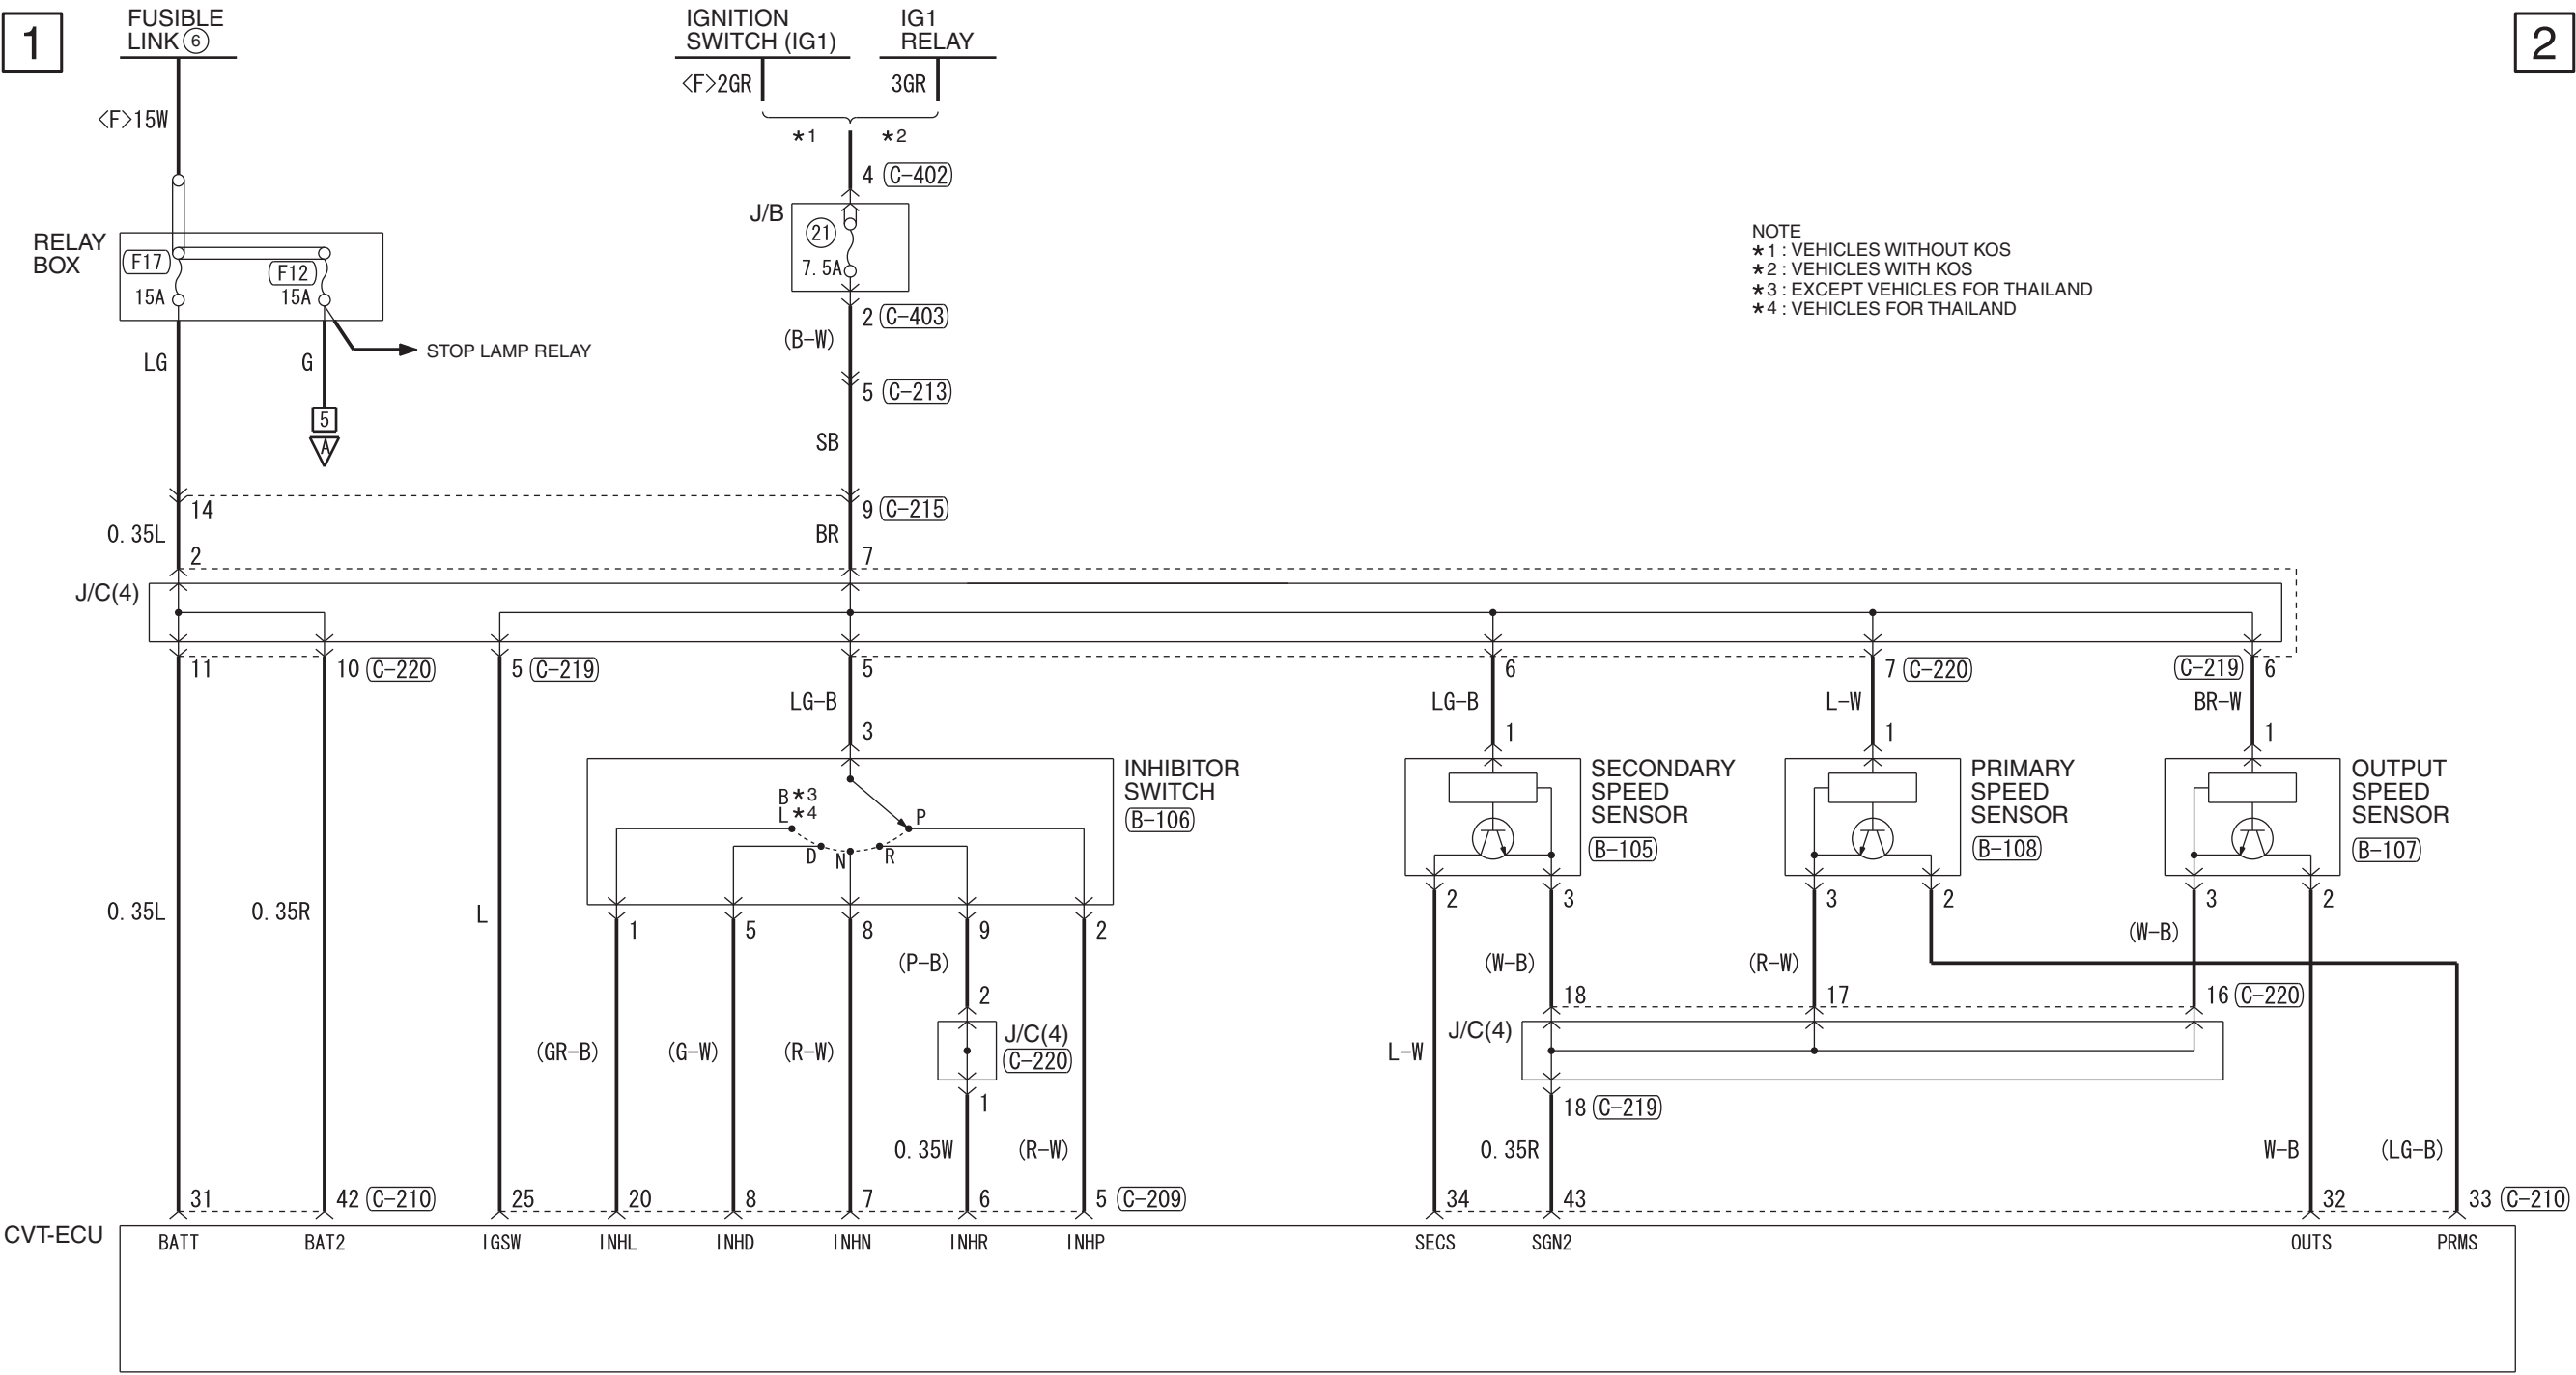 1
2
FUSIBLE
LINK 6
IGNITION
SWITCH (IG1)
IG1
RELAY
<F>2GR
3GR
<F>15W
*1
*2
4 C-402
J/B
RELAY
BOX
F17
15A
F12
15A
21
7.5A
NOTE
*1 : VEHICLES WITHOUT KOS
*2 : VEHICLES WITH KOS
*3 : EXCEPT VEHICLES FOR THAILAND
*4 : VEHICLES FOR THAILAND
2 C-403
(B-W)
STOP LAMP RELAY
LG
G
5
A
5 C-213
SB
14
9 C-215
0.35L
BR
2
7
J/C(4)
11
10 C-220
5 C-219
5
6
7 C-220
C-219 6
LG-B
LG-B
L-W
BR-W
3
1
1
1
INHIBITOR
SWITCH
B-106
B*3
L*4
P
D
N
R
SECONDARY
SPEED
SENSOR
B-105
PRIMARY
SPEED
SENSOR
B-108
OUTPUT
SPEED
SENSOR
B-107
2
3
3
2
3
2
0.35L
0.35R
L
1
5
8
9
2
(P-B)
(W-B)
(R-W)
(W-B)
2
18
17
16 C-220
J/C(4)
C-220
J/C(4)
(GR-B)
(G-W)
(R-W)
L-W
1
18 C-219
0.35W
(R-W)
0.35R
W-B
(LG-B)
31
42 C-210
25
20
8
7
6
5 C-209
34
43
32
33 C-210
CVT-ECU
BATT
BAT2
IGSW
INHL
INHD
INHN
INHR
INHP
SECS
SGN2
OUTS
PRMS